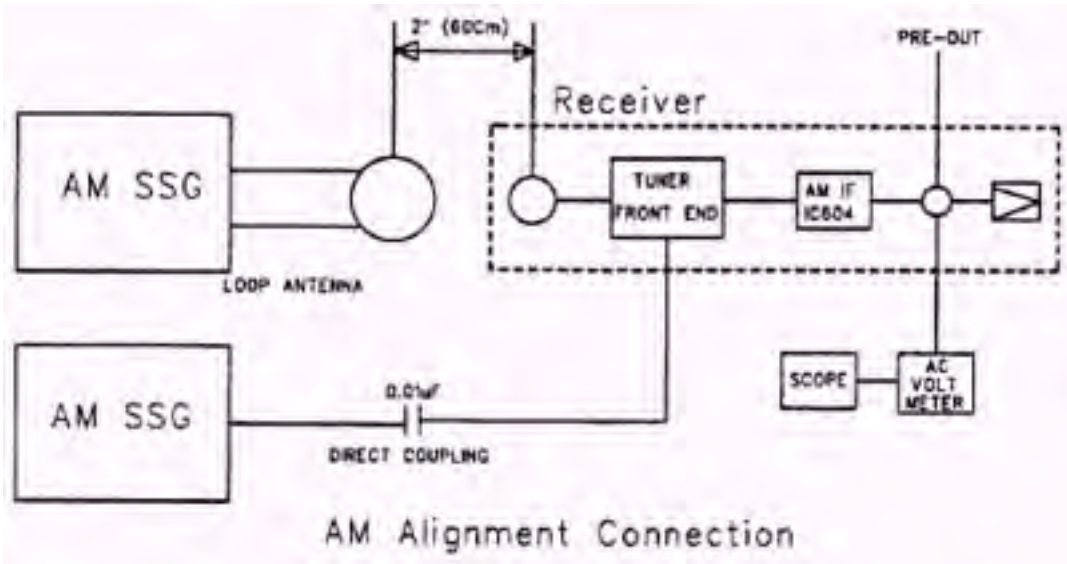 2" (60Cm)
PRE-OUT
Receiver
AM SSG
TUNER
FRONT END
AM IF
IC604
LOOP ANTENNA
SCOPE
AC
VOLT
METER
0.01uF
AM SSG
DIRECT COUPLING
AM Alignment Connection